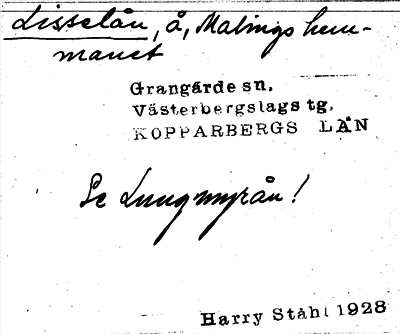 Lisselån, å, Malings hem-
manet
Grangärde sn.
Västerbergslags tg.
KOPPARBERGS LÄN
Se Lungmyrån!
Harry Ståhl 1928